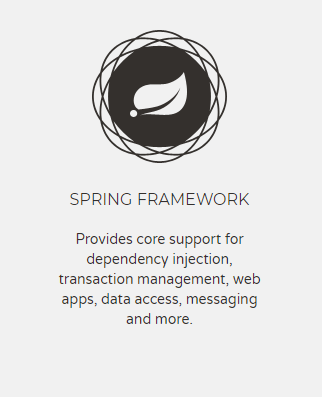 SPRING FRAMEWORK
Provides core support for
dependency injection,
transaction management, web
apps, data access, messaging
and more.